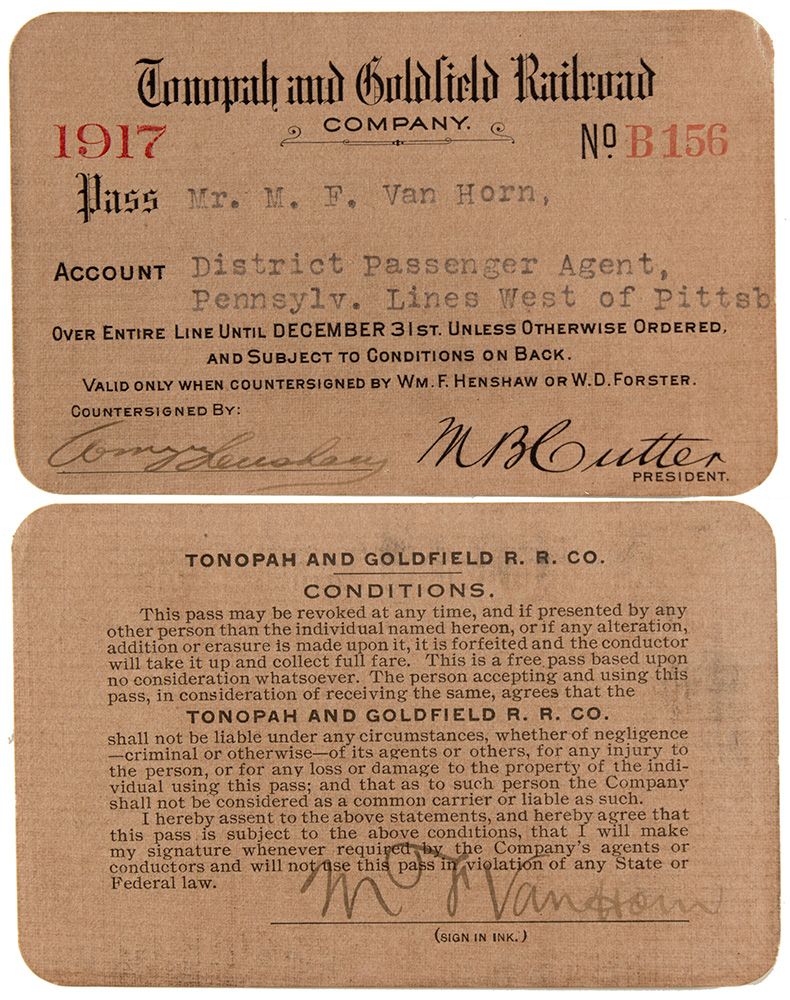 Tonopah and Goldfield Railroad
COMPANY.
1917 No B 156
Pass Mr. M. F. Van Horn,
ACCOUNT District Passenger Agent,
Pennsylv. Lines West of Pittsb
OVER ENTIRE LINE UNTIL DECEMBER 31ST. UNLESS OTHERWISE ORDERED,
AND SUBJECT TO CONDITIONS ON BACK.
VALID ONLY WHEN COUNTERSIGNED BY WM. F. HENSHAW OR W. D. FORSTER.
COUNTERSIGNED BY:
Henshaw M B Cutter
PRESIDENT.
TONOPAH AND GOLDFIELD R. R. CO.
CONDITIONS.
This pass may be revoked at any time, and if presented by any
other person than the individual named hereon, or if any alteration,
addition or erasure is made upon it, it is forfeited and the conductor
will take it up and collect full fare. This is a free pass based upon
no consideration whatsoever. The person accepting and using this
pass, in consideration of receiving the same, agrees that the
TONOPAH AND GOLDFIELD R. R. CO.
shall not be liable under any circumstances, whether of negligence
—criminal or otherwise—of its agents or others, for any injury to
the person, or for any loss or damage to the property of the indi-
vidual using this pass; and that as to such person the Company
shall not be considered as a common carrier or liable as such.
I hereby assent to the above statements, and hereby agree that
this pass is subject to the above conditions, that I will make
my signature whenever required by the Company's agents or
conductors and will not use this pass in violation of any State or
Federal law.
M F Van Horn
(SIGN IN INK.)